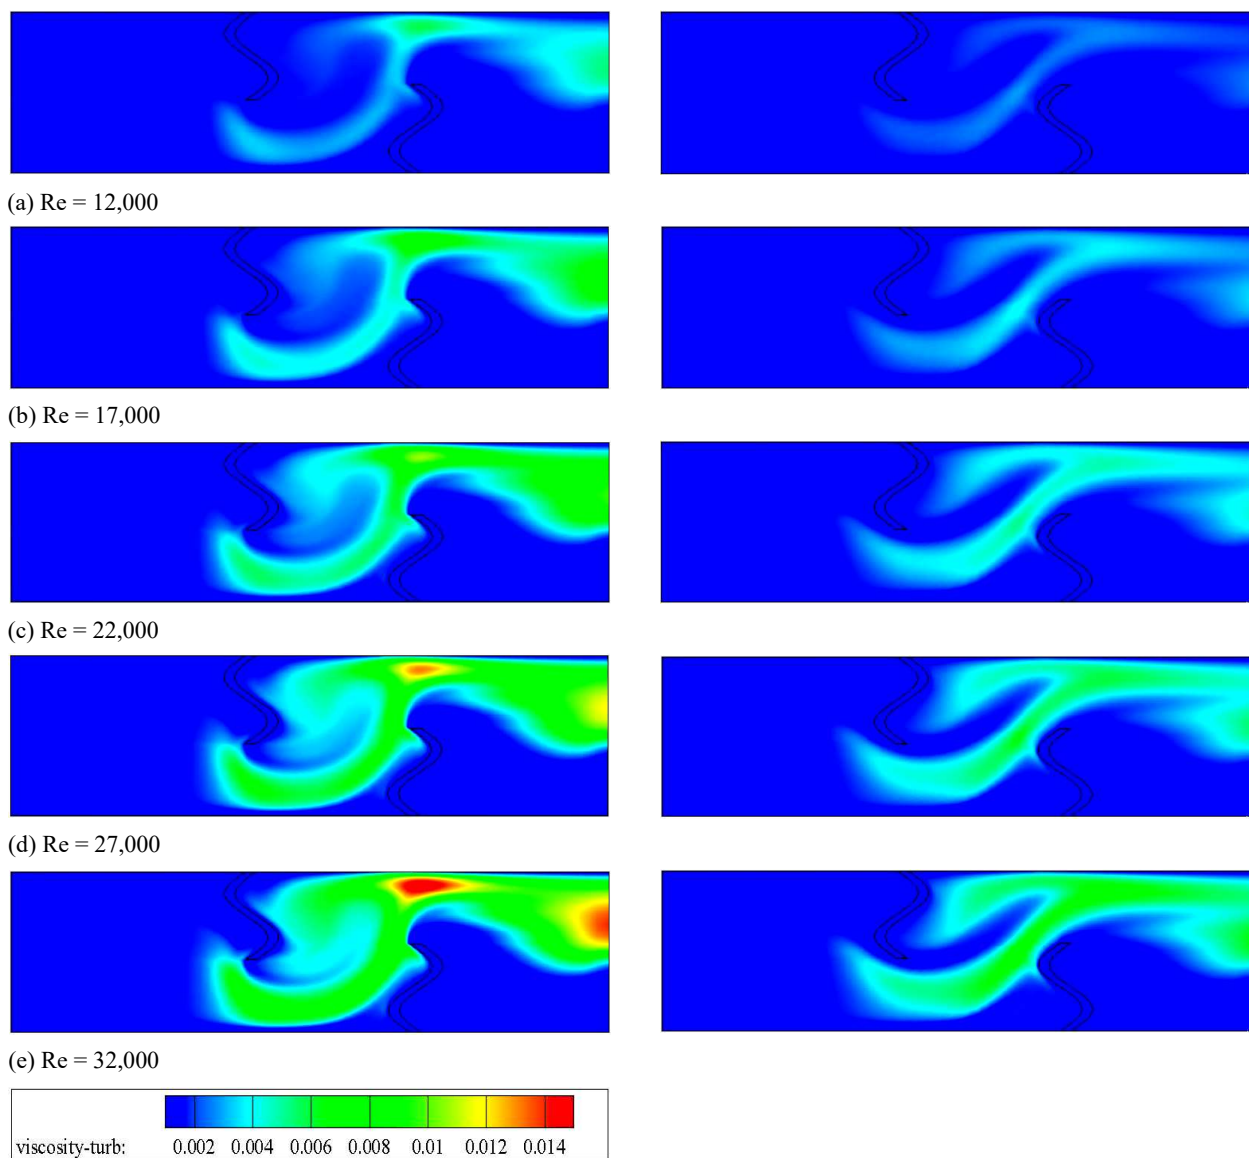 (a) Re = 12,000
(b) Re = 17,000
(c) Re = 22,000
(d) Re = 27,000
(e) Re = 32,000
viscosity-turb: 0.002 0.004 0.006 0.008 0.01 0.012 0.014